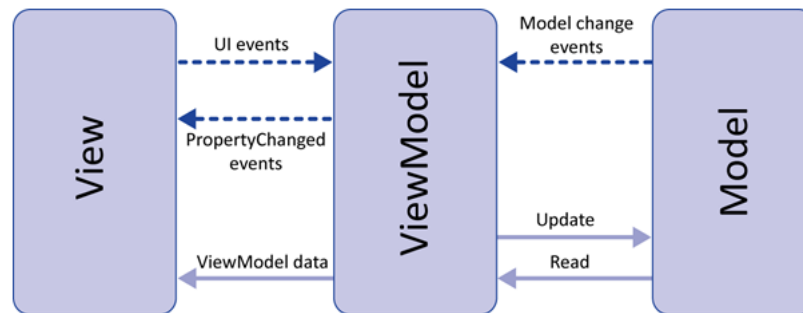 View
UI events
PropertyChanged
events
ViewModel data
ViewModel
Model change
events
Update
Read
Model